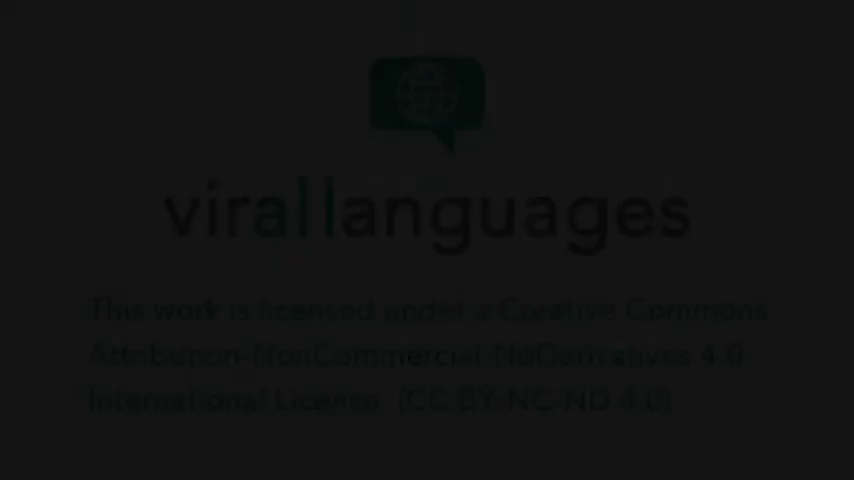 virallanguages
This work is licensed under a Creative Commons
Attribution-NonCommercial-NoDerivatives 4.0
International License. (CC BY-NC-ND 4.0)